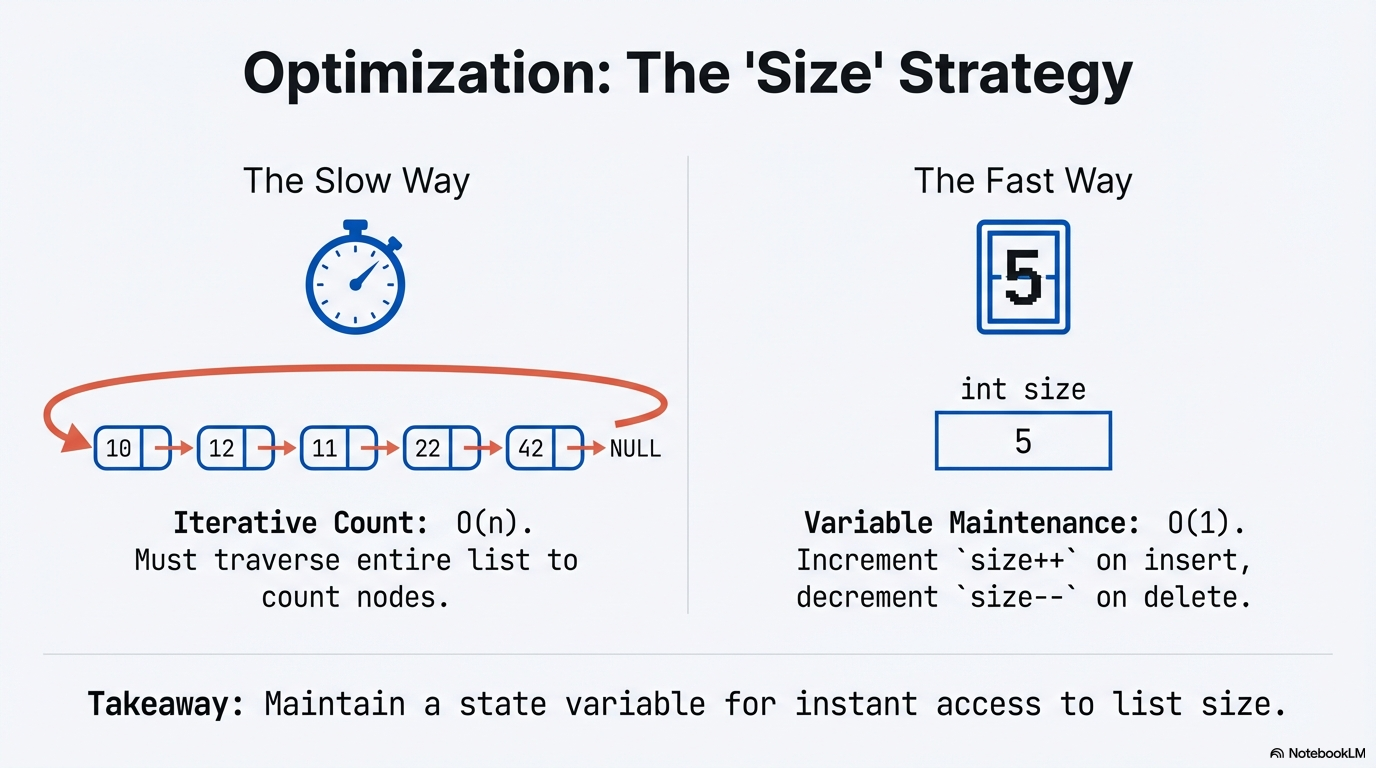 Optimization: The 'Size' Strategy
The Slow Way
10 12 11 22 42 NULL
Iterative Count: O(n).
Must traverse entire list to
count nodes.
The Fast Way
5
int size
5
Variable Maintenance: O(1).
Increment `size++` on insert,
decrement `size--` on delete.
Takeaway: Maintain a state variable for instant access to list size.
NotebookLM